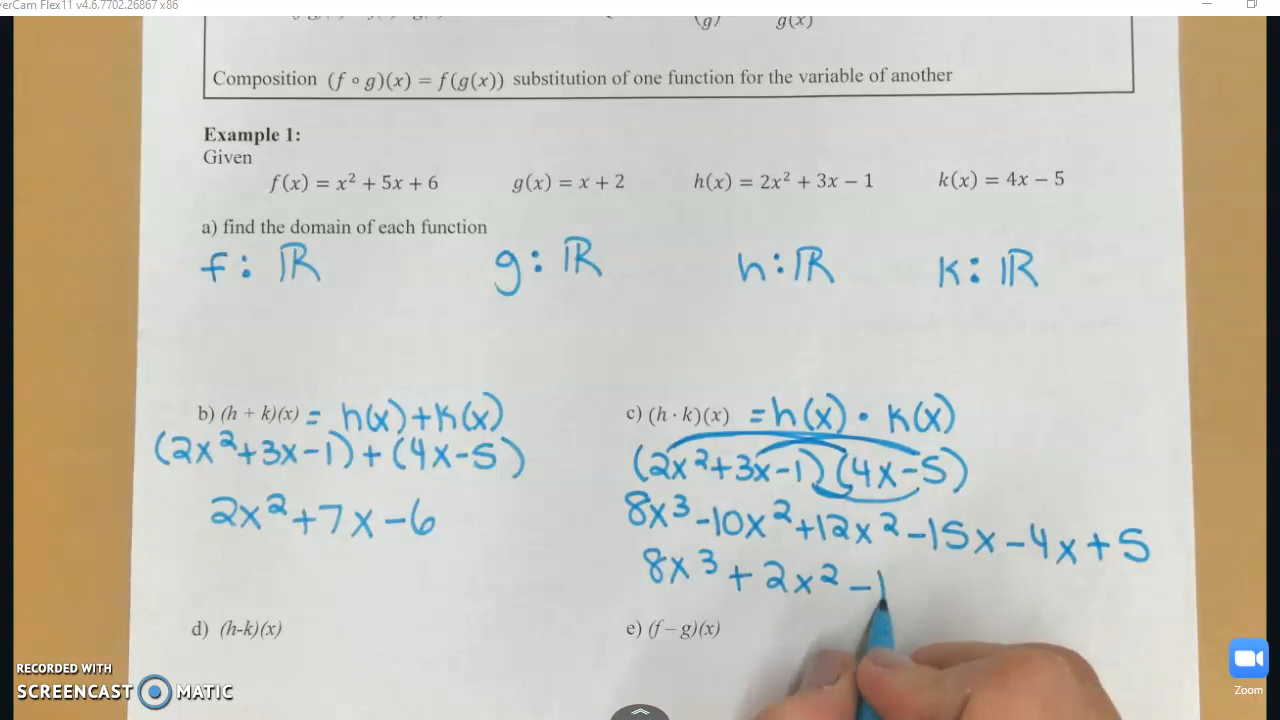 verCam Flex11 v4.6.7702.26867 x86
(g) g(x)
Composition (f ∘ g)(x) = f(g(x)) substitution of one function for the variable of another
Example 1:
Given
f(x) = x² + 5x + 6 g(x) = x + 2 h(x) = 2x² + 3x − 1 k(x) = 4x − 5
a) find the domain of each function
f: ℝ g: ℝ h: ℝ k: ℝ
b) (h + k)(x) = h(x)+k(x)
(2x²+3x-1)+(4x-5)
2x²+7x-6
c) (h · k)(x) = h(x) · k(x)
(2x²+3x-1)(4x-5)
8x³-10x²+12x²-15x-4x+5
8x³+2x²-1
d) (h-k)(x)
e) (f – g)(x)
RECORDED WITH
SCREENCAST MATIC
Zoom